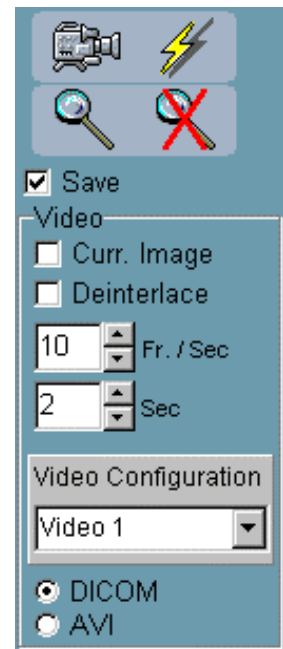 Save
Video
Curr. Image
Deinterlace
10 Fr. / Sec
2 Sec
Video Configuration
Video 1
DICOM
AVI